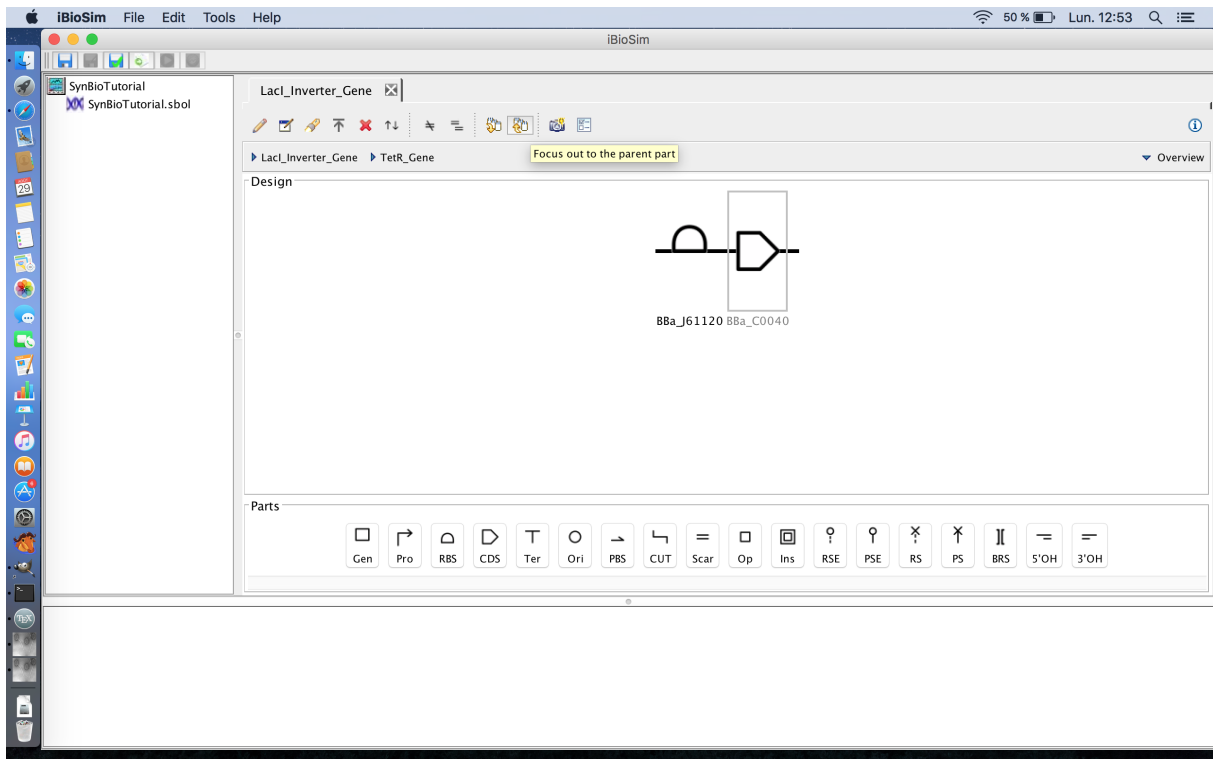 iBioSim File Edit Tools Help 50 % Lun. 12:53
iBioSim
SynBioTutorial
SynBioTutorial.sbol
LacI_Inverter_Gene
LacI_Inverter_Gene TetR_Gene
Focus out to the parent part
Overview
Design
BBa_J61120 BBa_C0040
Parts
Gen Pro RBS CDS Ter Ori PBS CUT Scar Op Ins RSE PSE RS PS BRS 5'OH 3'OH
29
TEX